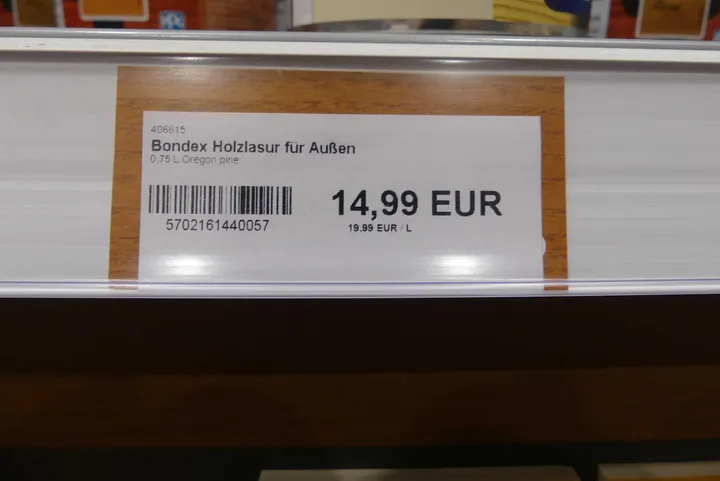 406615
Bondex Holzlasur für Außen
0,75 L Oregon pine
14,99 EUR
19,99 EUR / L
5702161440057